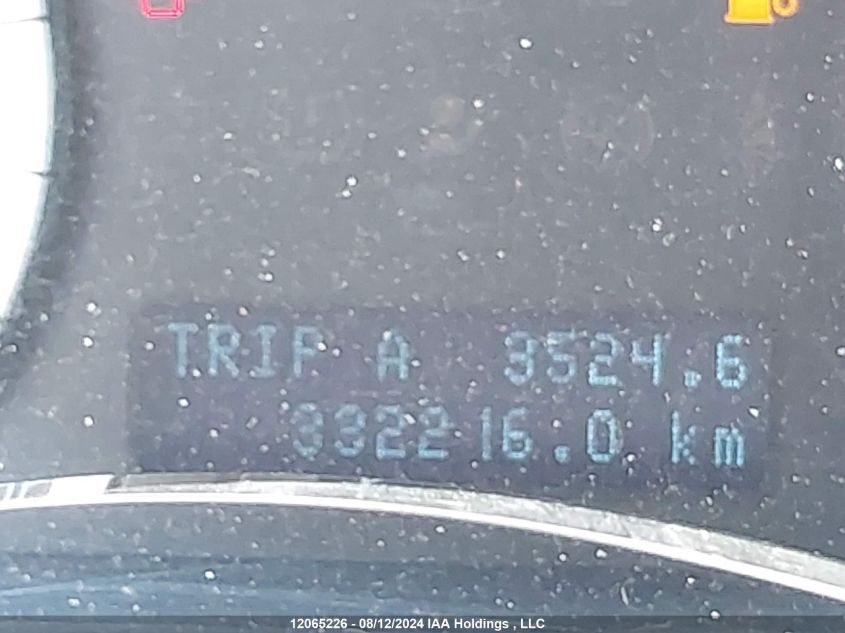 TRIP A 3524.6
332216.0 km
12065226 - 08/12/2024 IAA Holdings , LLC